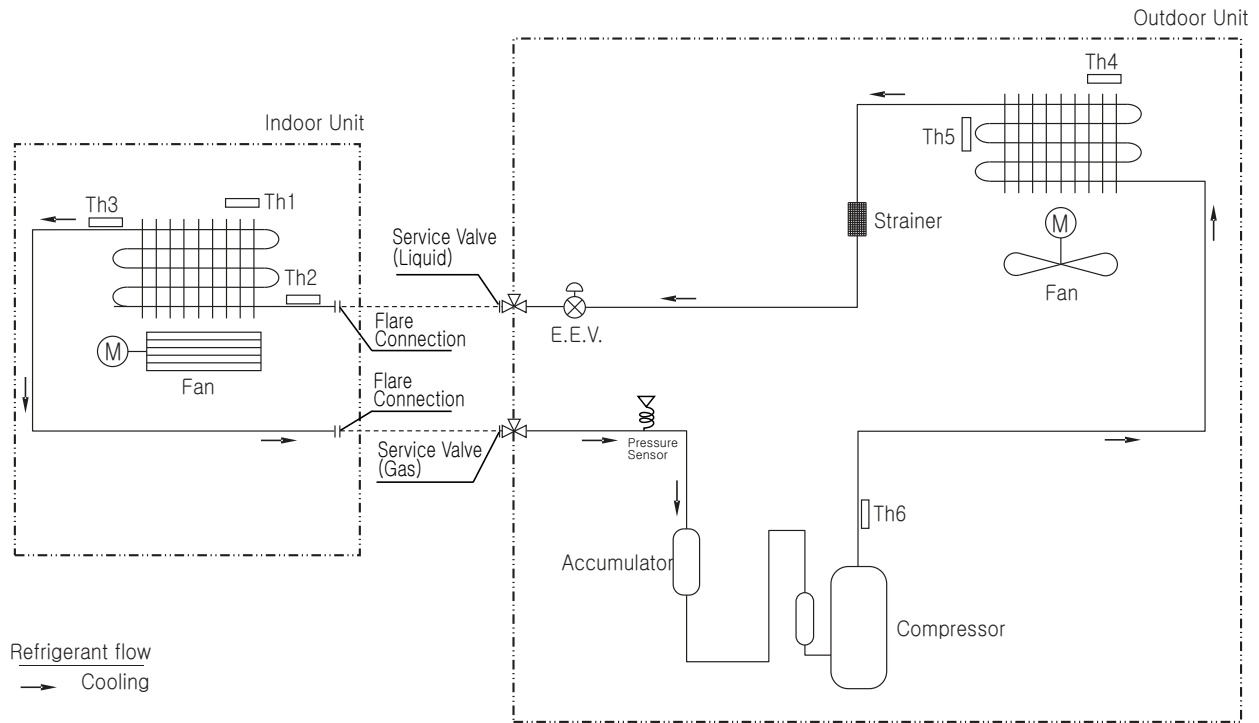 Outdoor Unit
Th4
Indoor Unit
Th5
Th3
Th1
Service Valve
(Liquid)
Strainer
M
Th2
Fan
Flare
Connection
E.E.V.
M
Fan
Flare
Connection
Service Valve
(Gas)
Pressure
Sensor
Th6
Accumulator
Compressor
Refrigerant flow
Cooling